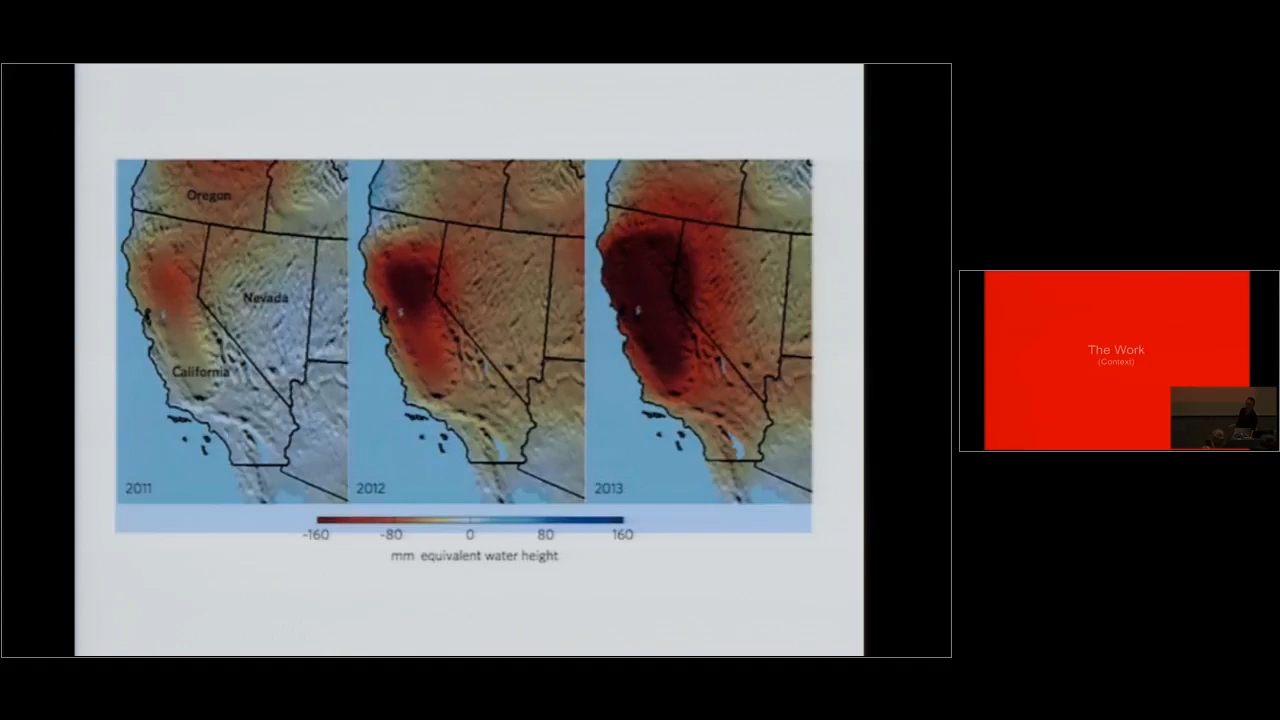 Oregon
Nevada
California
2011
2012
2013
-160 -80 0 80 160
mm equivalent water height
The Work
(Context)